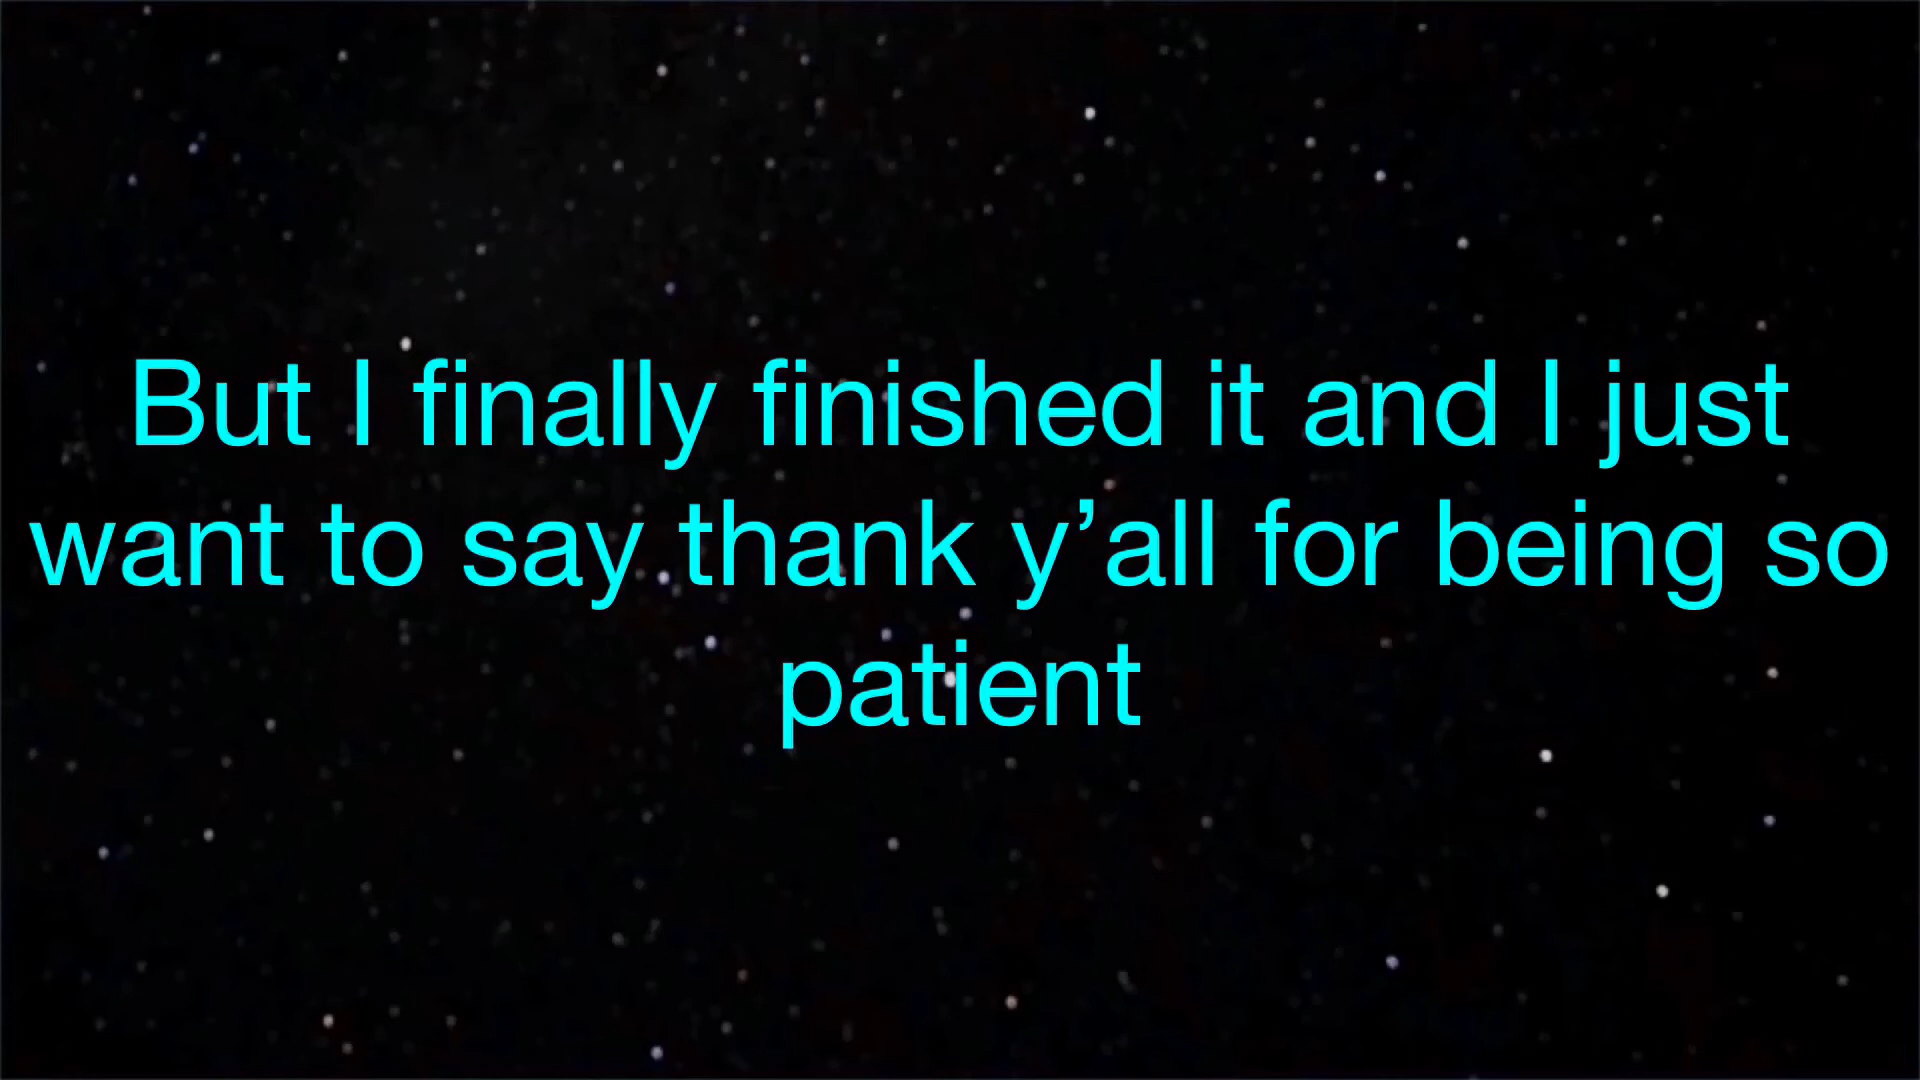 But I finally finished it and I just
want to say thank y’all for being so
patient